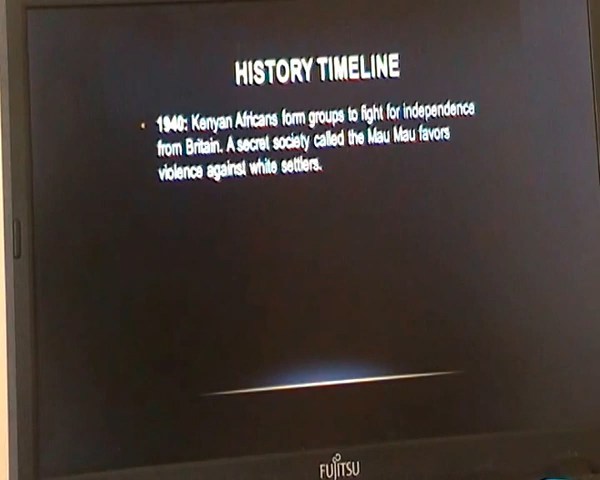 HISTORY TIMELINE
• 1940: Kenyan Africans form groups to fight for independence
from Britain. A secret society called the Mau Mau favors
violence against white settlers.
FUJITSU